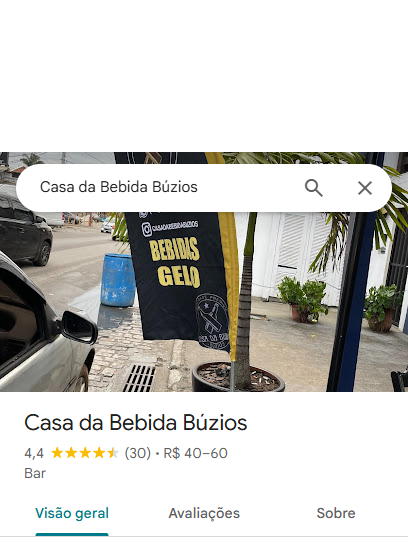 Casa da Bebida Búzios
@CASADABEBIDABUZIOS
BEBIDAS
GELO
Casa da Bebida Búzios
4,4 (30) • R$ 40–60
Bar
Visão geral
Avaliações
Sobre